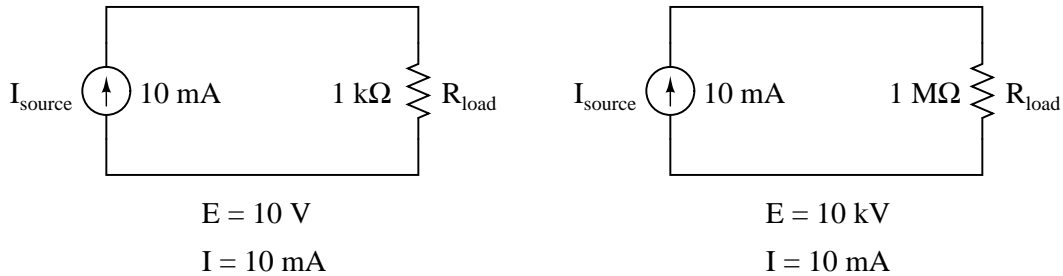 I_source 10 mA 1 kΩ R_load
E = 10 V
I = 10 mA
I_source 10 mA 1 MΩ R_load
E = 10 kV
I = 10 mA